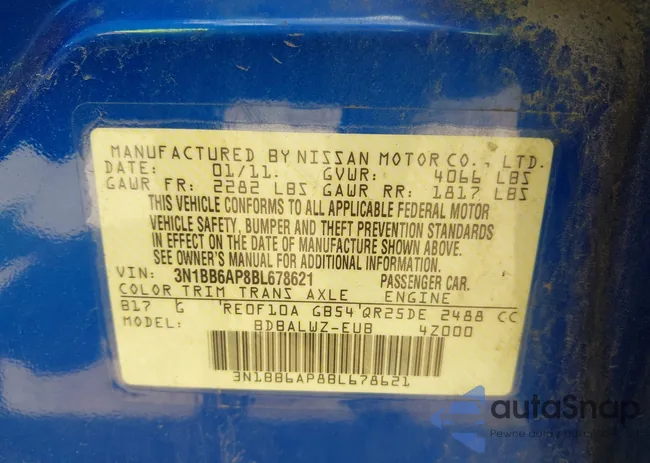 MANUFACTURED BY NISSAN MOTOR CO., LTD.
DATE: 01/11. GVWR: 4066 LBS
GAWR FR: 2282 LBS GAWR RR: 1817 LBS
THIS VEHICLE CONFORMS TO ALL APPLICABLE FEDERAL MOTOR
VEHICLE SAFETY, BUMPER AND THEFT PREVENTION STANDARDS
IN EFFECT ON THE DATE OF MANUFACTURE SHOWN ABOVE.
SEE OWNER'S MANUAL FOR ADDITIONAL INFORMATION.
VIN: 3N1BB6AP8BL678621 PASSENGER CAR.
COLOR TRIM TRANS AXLE ENGINE
B17 G RE0F10A GB54 QR25DE 2488 CC
MODEL: BDBALWZ-EUB 4Z000
3N1BB6AP8BL678621
autaSnap